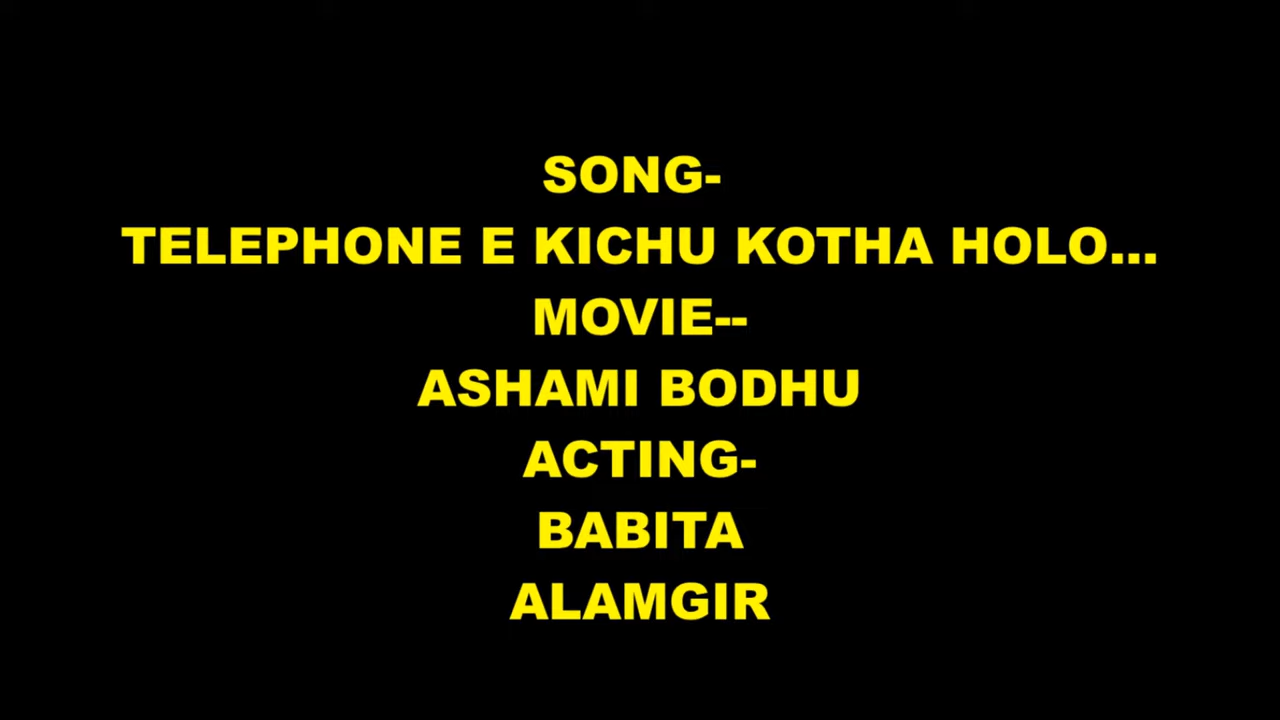 SONG-
TELEPHONE E KICHU KOTHA HOLO...
MOVIE--
ASHAMI BODHU
ACTING-
BABITA
ALAMGIR